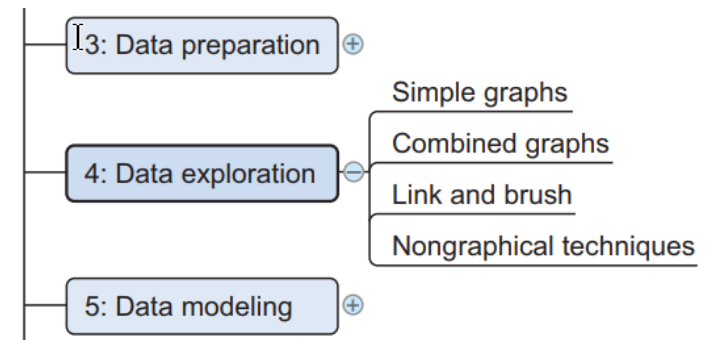 3: Data preparation
Simple graphs
Combined graphs
4: Data exploration
Link and brush
Nongraphical techniques
5: Data modeling